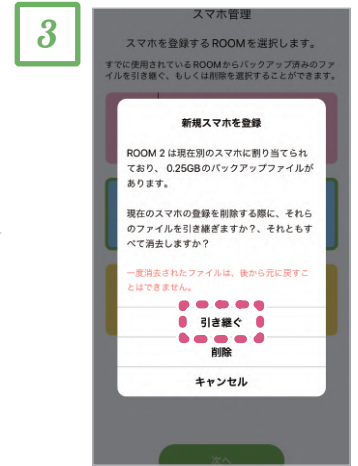 3
スマホ管理
スマホを登録するROOMを選択します。
すでに使用されているROOMからバックアップ済みのファ
イルを引き継ぐ、もしくは削除を選択することができます。
新規スマホを登録
ROOM 2 は現在別のスマホに割り当てられ
ており、 0.25GBのバックアップファイルが
あります。
現在のスマホの登録を削除する際に、それら
のファイルを引き継ぎますか？、それともす
べて消去しますか？
一度消去されたファイルは、後から元に戻すこ
とはできません。
引き継ぐ
削除
キャンセル
次へ